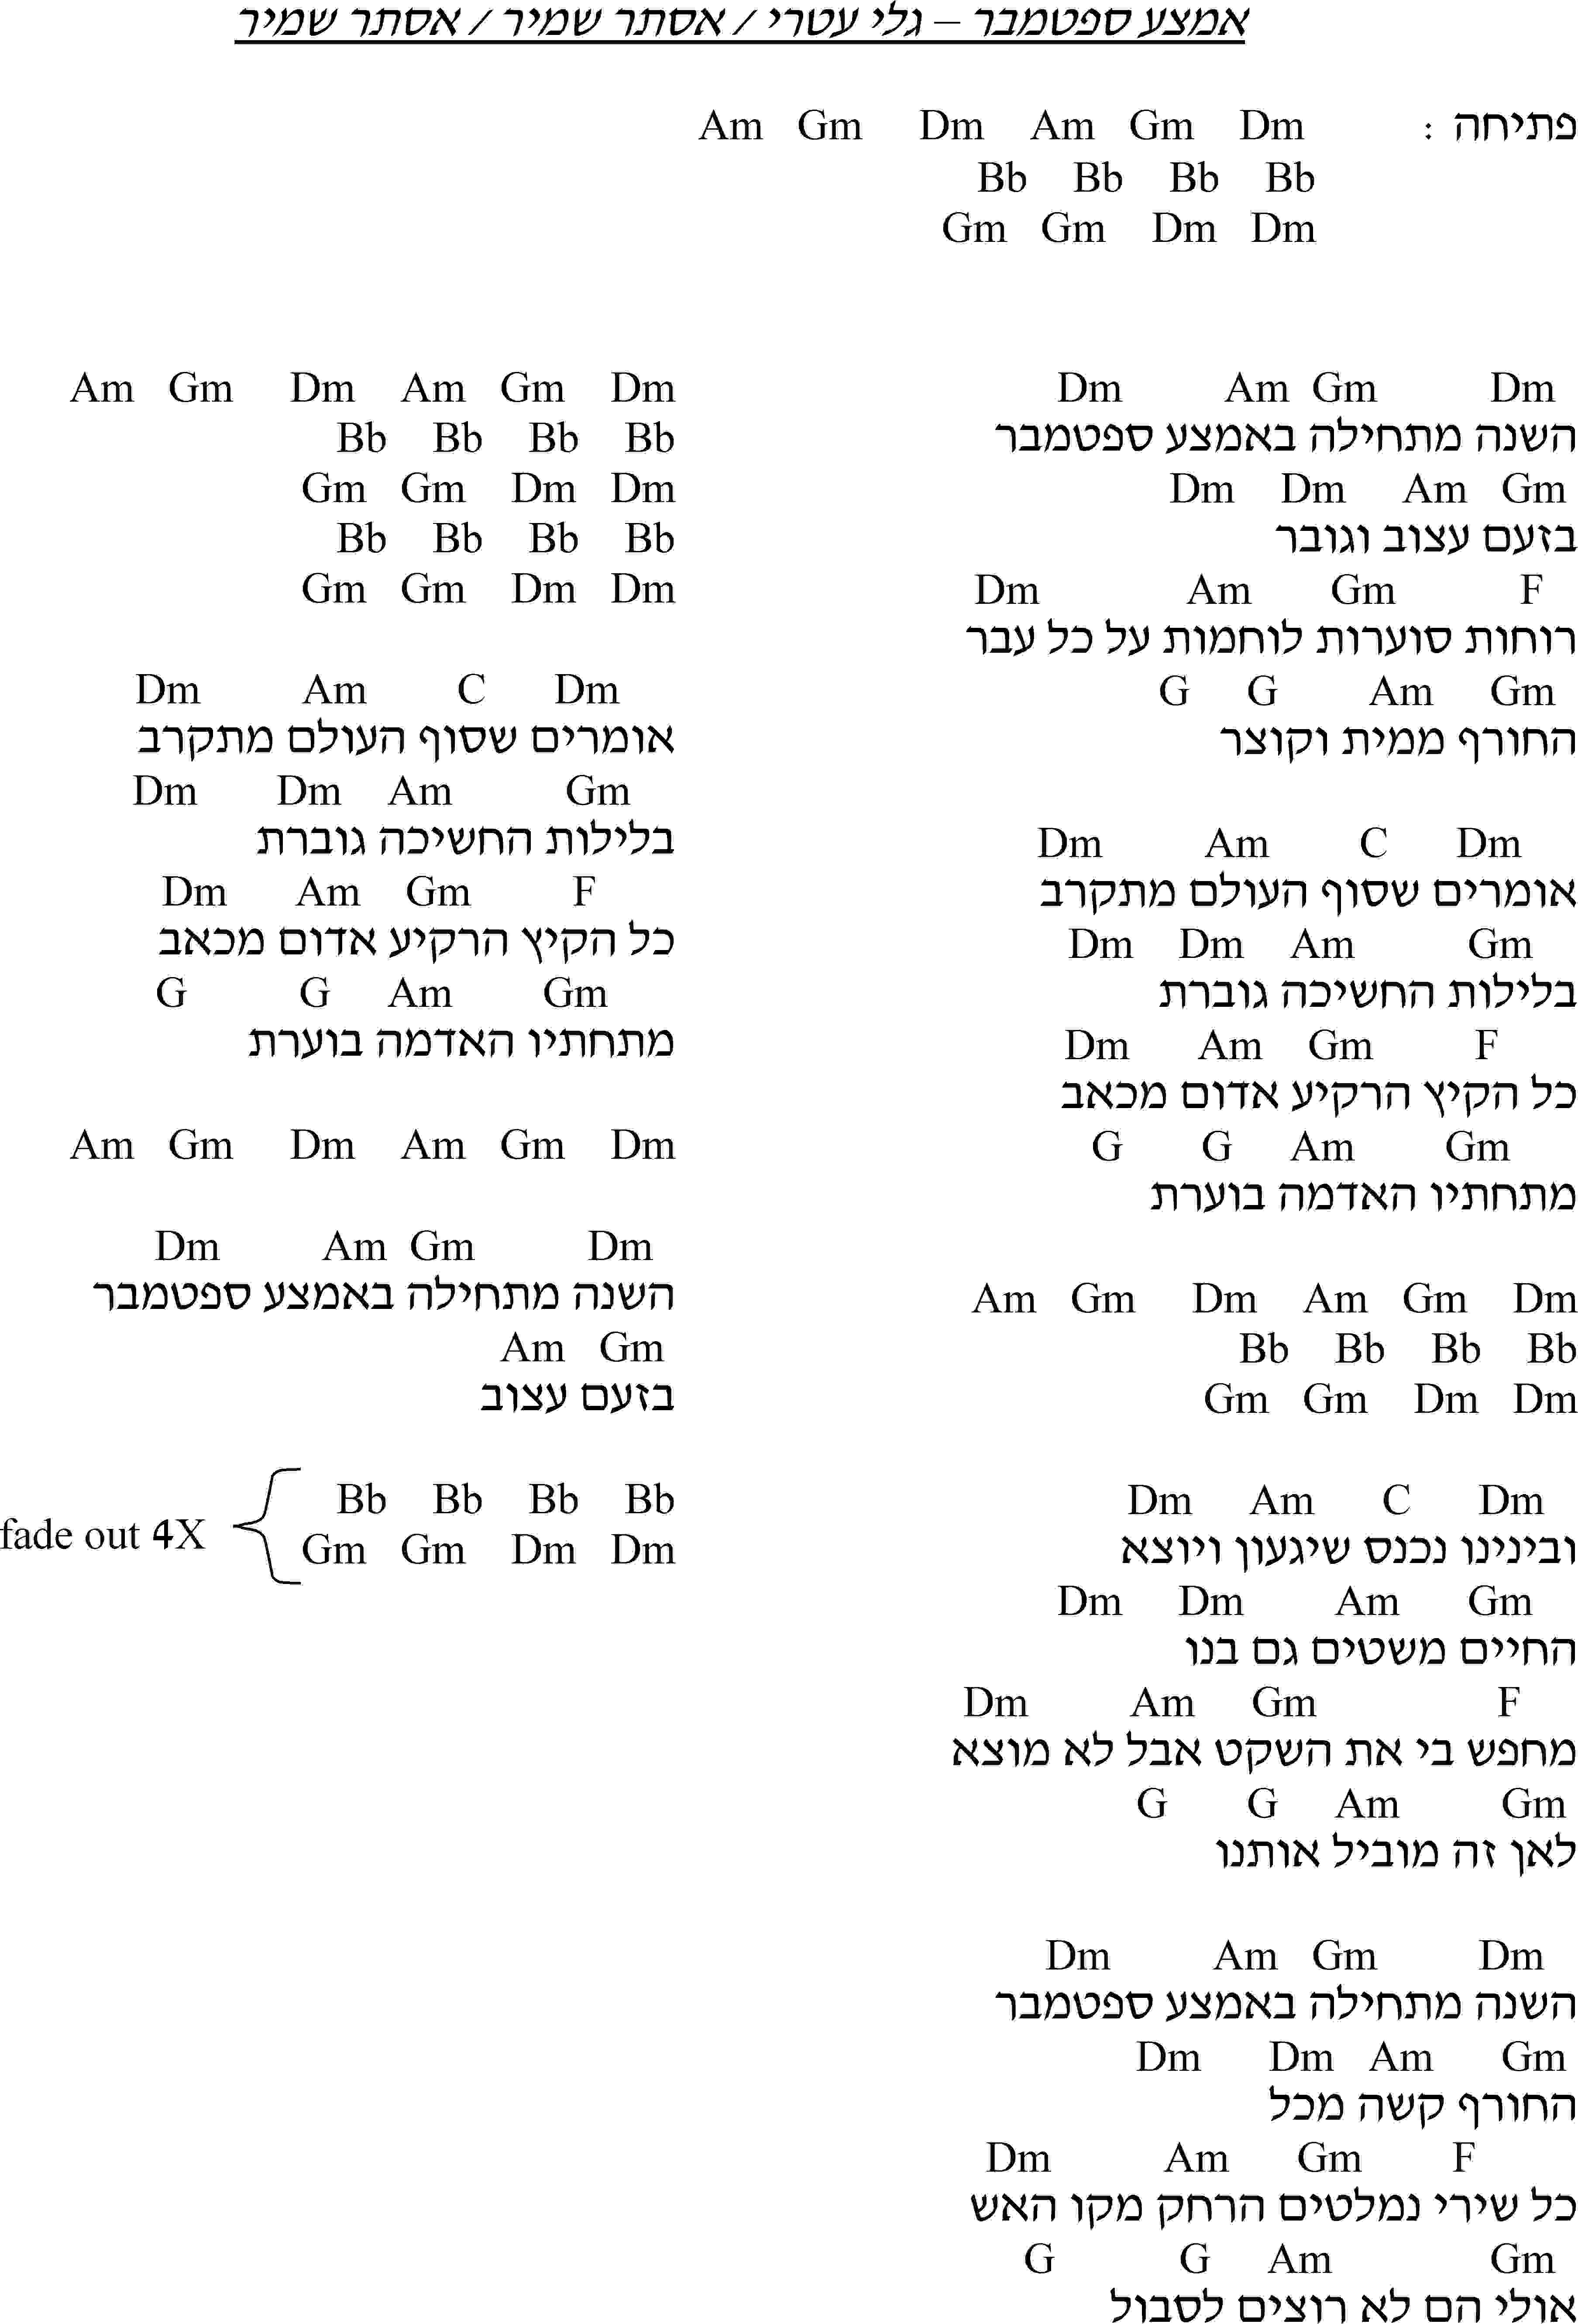 אמצע ספטמבר – גלי עטרי / אסתר שמיר / אסתר שמיר
פתיחה : Am Gm Dm Am Gm Dm
Bb Bb Bb Bb
Gm Gm Dm Dm
Dm Am Gm Dm
השנה מתחילה באמצע ספטמבר
Dm Dm Am Gm
בזעם עצוב וגובר
Dm Am Gm F
רוחות סוערות לוחמות על כל עבר
G G Am Gm
החורף ממית וקוצר
Dm Am C Dm
אומרים שסוף העולם מתקרב
Dm Dm Am Gm
בלילות החשיכה גוברת
Dm Am Gm F
כל הקיץ הרקיע אדום מכאב
G G Am Gm
מתחתיו האדמה בוערת
Am Gm Dm Am Gm Dm
Bb Bb Bb Bb
Gm Gm Dm Dm
Dm Am C Dm
ובינינו נכנס שיגעון ויוצא
Dm Dm Am Gm
החיים משטים גם בנו
Dm Am Gm F
מחפש בי את השקט אבל לא מוצא
G G Am Gm
לאן זה מוביל אותנו
Dm Am Gm Dm
השנה מתחילה באמצע ספטמבר
Dm Dm Am Gm
החורף קשה מכל
Dm Am Gm F
כל שירי נמלטים הרחק מקו האש
G G Am Gm
אולי הם לא רוצים לסבול
Am Gm Dm Am Gm Dm
Bb Bb Bb Bb
Gm Gm Dm Dm
Bb Bb Bb Bb
Gm Gm Dm Dm
Dm Am C Dm
אומרים שסוף העולם מתקרב
Dm Dm Am Gm
בלילות החשיכה גוברת
Dm Am Gm F
כל הקיץ הרקיע אדום מכאב
G G Am Gm
מתחתיו האדמה בוערת
Am Gm Dm Am Gm Dm
Dm Am Gm Dm
השנה מתחילה באמצע ספטמבר
Am Gm
בזעם עצוב
Bb Bb Bb Bb
Gm Gm Dm Dm
fade out 4X